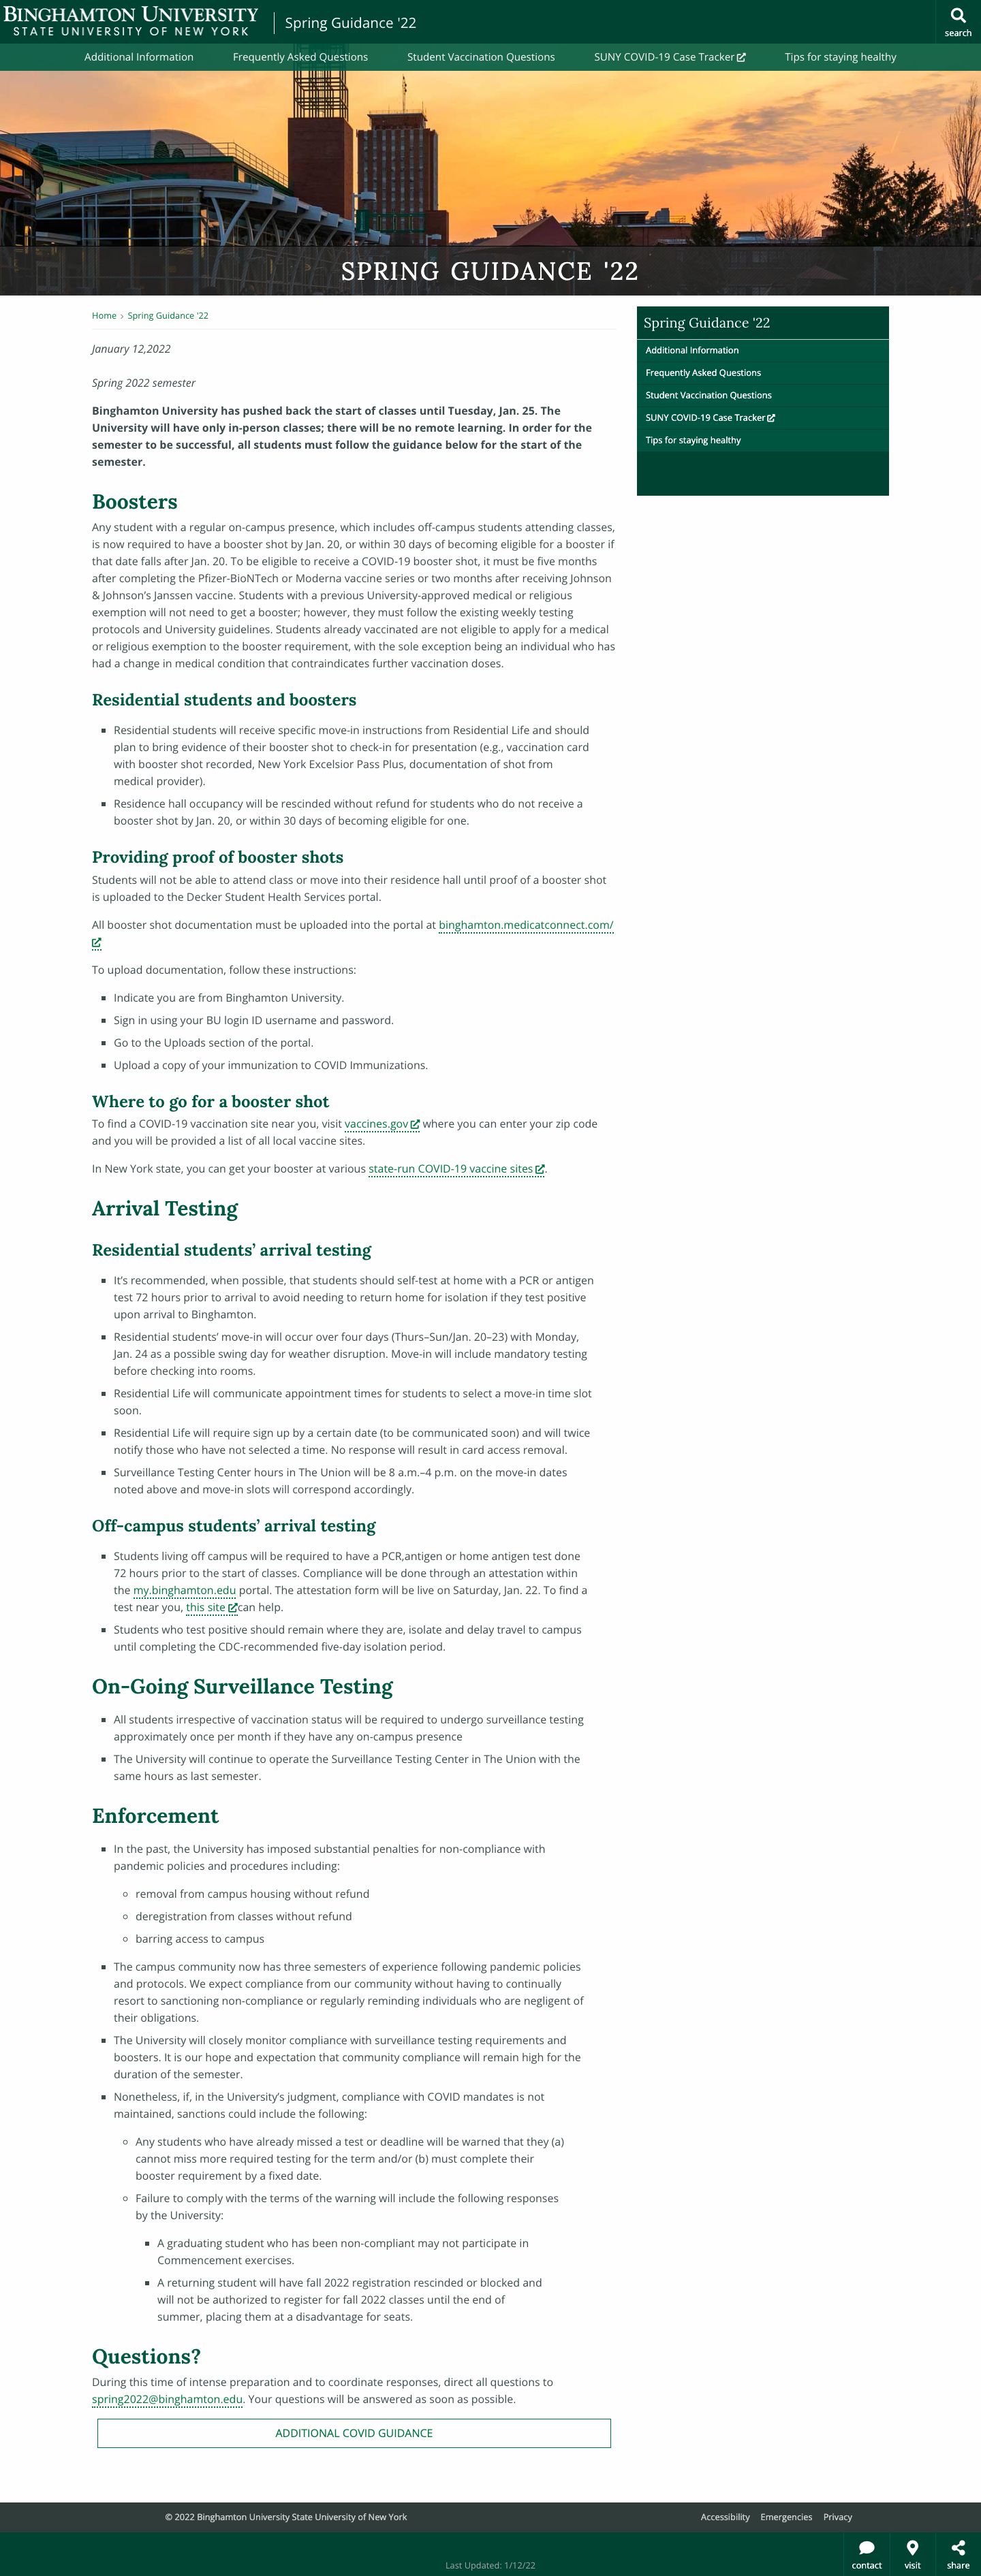 BINGHAMTON UNIVERSITY
STATE UNIVERSITY OF NEW YORK
Spring Guidance '22
search
Additional Information
Frequently Asked Questions
Student Vaccination Questions
SUNY COVID-19 Case Tracker
Tips for staying healthy
SPRING GUIDANCE '22
Home › Spring Guidance '22
January 12,2022
Spring 2022 semester
Binghamton University has pushed back the start of classes until Tuesday, Jan. 25. The
University will have only in-person classes; there will be no remote learning. In order for the
semester to be successful, all students must follow the guidance below for the start of the
semester.
Boosters
Any student with a regular on-campus presence, which includes off-campus students attending classes,
is now required to have a booster shot by Jan. 20, or within 30 days of becoming eligible for a booster if
that date falls after Jan. 20. To be eligible to receive a COVID-19 booster shot, it must be five months
after completing the Pfizer-BioNTech or Moderna vaccine series or two months after receiving Johnson
& Johnson's Janssen vaccine. Students with a previous University-approved medical or religious
exemption will not need to get a booster; however, they must follow the existing weekly testing
protocols and University guidelines. Students already vaccinated are not eligible to apply for a medical
or religious exemption to the booster requirement, with the sole exception being an individual who has
had a change in medical condition that contraindicates further vaccination doses.
Residential students and boosters
▪ Residential students will receive specific move-in instructions from Residential Life and should
plan to bring evidence of their booster shot to check-in for presentation (e.g., vaccination card
with booster shot recorded, New York Excelsior Pass Plus, documentation of shot from
medical provider).
▪ Residence hall occupancy will be rescinded without refund for students who do not receive a
booster shot by Jan. 20, or within 30 days of becoming eligible for one.
Providing proof of booster shots
Students will not be able to attend class or move into their residence hall until proof of a booster shot
is uploaded to the Decker Student Health Services portal.
All booster shot documentation must be uploaded into the portal at binghamton.medicatconnect.com/
To upload documentation, follow these instructions:
▪ Indicate you are from Binghamton University.
▪ Sign in using your BU login ID username and password.
▪ Go to the Uploads section of the portal.
▪ Upload a copy of your immunization to COVID Immunizations.
Where to go for a booster shot
To find a COVID-19 vaccination site near you, visit vaccines.gov where you can enter your zip code
and you will be provided a list of all local vaccine sites.
In New York state, you can get your booster at various state-run COVID-19 vaccine sites.
Arrival Testing
Residential students' arrival testing
▪ It's recommended, when possible, that students should self-test at home with a PCR or antigen
test 72 hours prior to arrival to avoid needing to return home for isolation if they test positive
upon arrival to Binghamton.
▪ Residential students' move-in will occur over four days (Thurs–Sun/Jan. 20–23) with Monday,
Jan. 24 as a possible swing day for weather disruption. Move-in will include mandatory testing
before checking into rooms.
▪ Residential Life will communicate appointment times for students to select a move-in time slot
soon.
▪ Residential Life will require sign up by a certain date (to be communicated soon) and will twice
notify those who have not selected a time. No response will result in card access removal.
▪ Surveillance Testing Center hours in The Union will be 8 a.m.–4 p.m. on the move-in dates
noted above and move-in slots will correspond accordingly.
Off-campus students' arrival testing
▪ Students living off campus will be required to have a PCR,antigen or home antigen test done
72 hours prior to the start of classes. Compliance will be done through an attestation within
the my.binghamton.edu portal. The attestation form will be live on Saturday, Jan. 22. To find a
test near you, this site can help.
▪ Students who test positive should remain where they are, isolate and delay travel to campus
until completing the CDC-recommended five-day isolation period.
On-Going Surveillance Testing
▪ All students irrespective of vaccination status will be required to undergo surveillance testing
approximately once per month if they have any on-campus presence
▪ The University will continue to operate the Surveillance Testing Center in The Union with the
same hours as last semester.
Enforcement
▪ In the past, the University has imposed substantial penalties for non-compliance with
pandemic policies and procedures including:
◦ removal from campus housing without refund
◦ deregistration from classes without refund
◦ barring access to campus
▪ The campus community now has three semesters of experience following pandemic policies
and protocols. We expect compliance from our community without having to continually
resort to sanctioning non-compliance or regularly reminding individuals who are negligent of
their obligations.
▪ The University will closely monitor compliance with surveillance testing requirements and
boosters. It is our hope and expectation that community compliance will remain high for the
duration of the semester.
▪ Nonetheless, if, in the University's judgment, compliance with COVID mandates is not
maintained, sanctions could include the following:
◦ Any students who have already missed a test or deadline will be warned that they (a)
cannot miss more required testing for the term and/or (b) must complete their
booster requirement by a fixed date.
◦ Failure to comply with the terms of the warning will include the following responses
by the University:
▪ A graduating student who has been non-compliant may not participate in
Commencement exercises.
▪ A returning student will have fall 2022 registration rescinded or blocked and
will not be authorized to register for fall 2022 classes until the end of
summer, placing them at a disadvantage for seats.
Questions?
During this time of intense preparation and to coordinate responses, direct all questions to
spring2022@binghamton.edu. Your questions will be answered as soon as possible.
ADDITIONAL COVID GUIDANCE
Spring Guidance '22
Additional Information
Frequently Asked Questions
Student Vaccination Questions
SUNY COVID-19 Case Tracker
Tips for staying healthy
© 2022 Binghamton University State University of New York
Accessibility Emergencies Privacy
Last Updated: 1/12/22
contact
visit
share